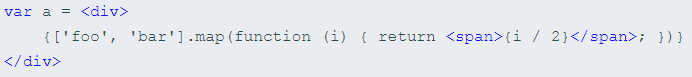 var a = <div>
    {['foo', 'bar'].map(function (i) { return <span>{i / 2}</span>; })}
</div>